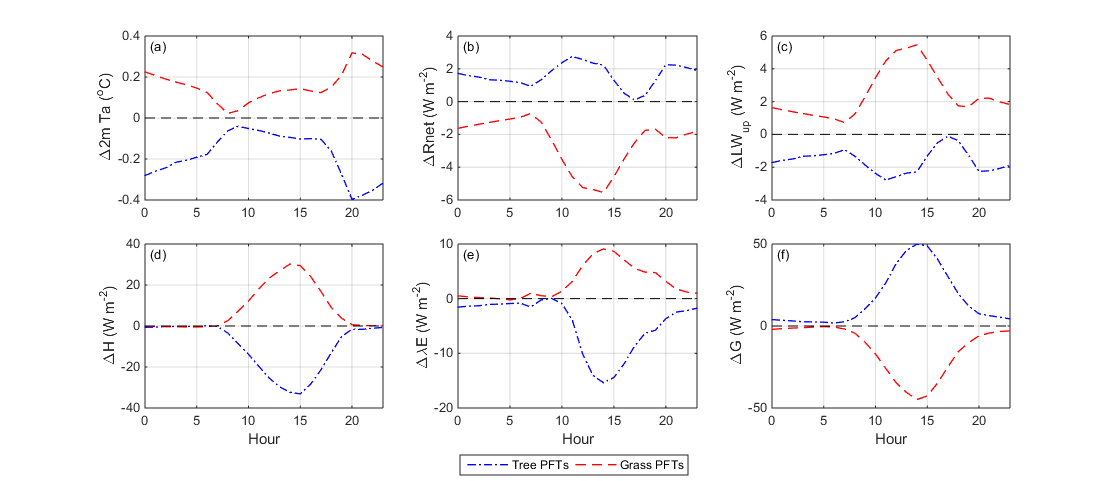 (a)
Δ2m Ta (°C)
0.4
0.2
0
-0.2
-0.4
0 5 10 15 20
(b)
ΔRnet (W m-2)
4
2
0
-2
-4
-6
0 5 10 15 20
(c)
ΔLWup (W m-2)
6
4
2
0
-2
-4
0 5 10 15 20
(d)
ΔH (W m-2)
40
20
0
-20
-40
0 5 10 15 20
Hour
(e)
ΔλE (W m-2)
10
0
-10
-20
0 5 10 15 20
Hour
(f)
ΔG (W m-2)
50
0
-50
0 5 10 15 20
Hour
Tree PFTs Grass PFTs